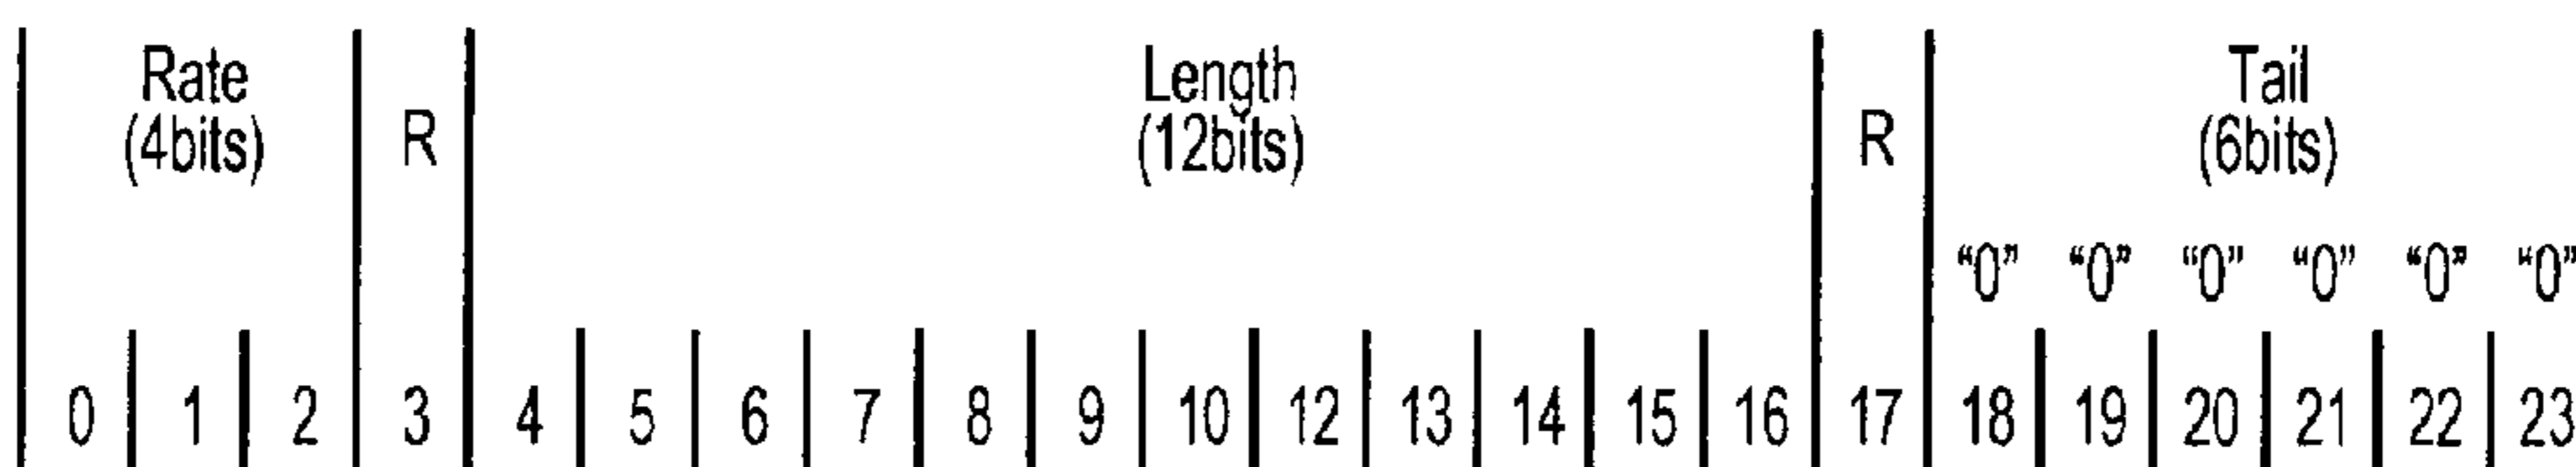 Rate
(4bits)
R
Length
(12bits)
R
Tail
(6bits)
“0” “0” “0” “0” “0” “0”
0 1 2 3 4 5 6 7 8 9 10 12 13 14 15 16 17 18 19 20 21 22 23